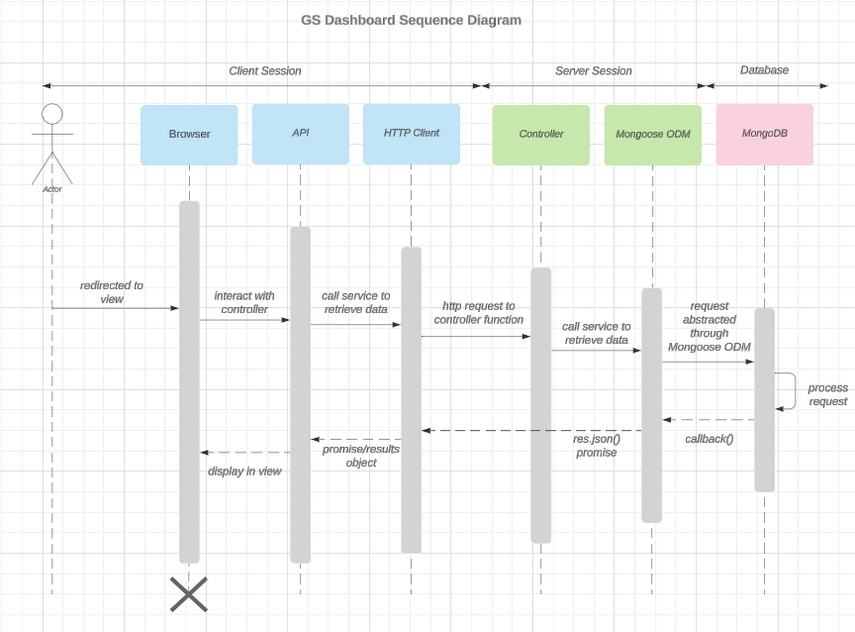 GS Dashboard Sequence Diagram
Client Session
Server Session
Database
Browser
API
HTTP Client
Controller
Mongoose ODM
MongoDB
Actor
redirected to
view
interact with
controller
call service to
retrieve data
http request to
controller function
call service to
retrieve data
request
abstracted
through
Mongoose ODM
process
request
callback()
res.json()
promise
promise/results
object
display in view